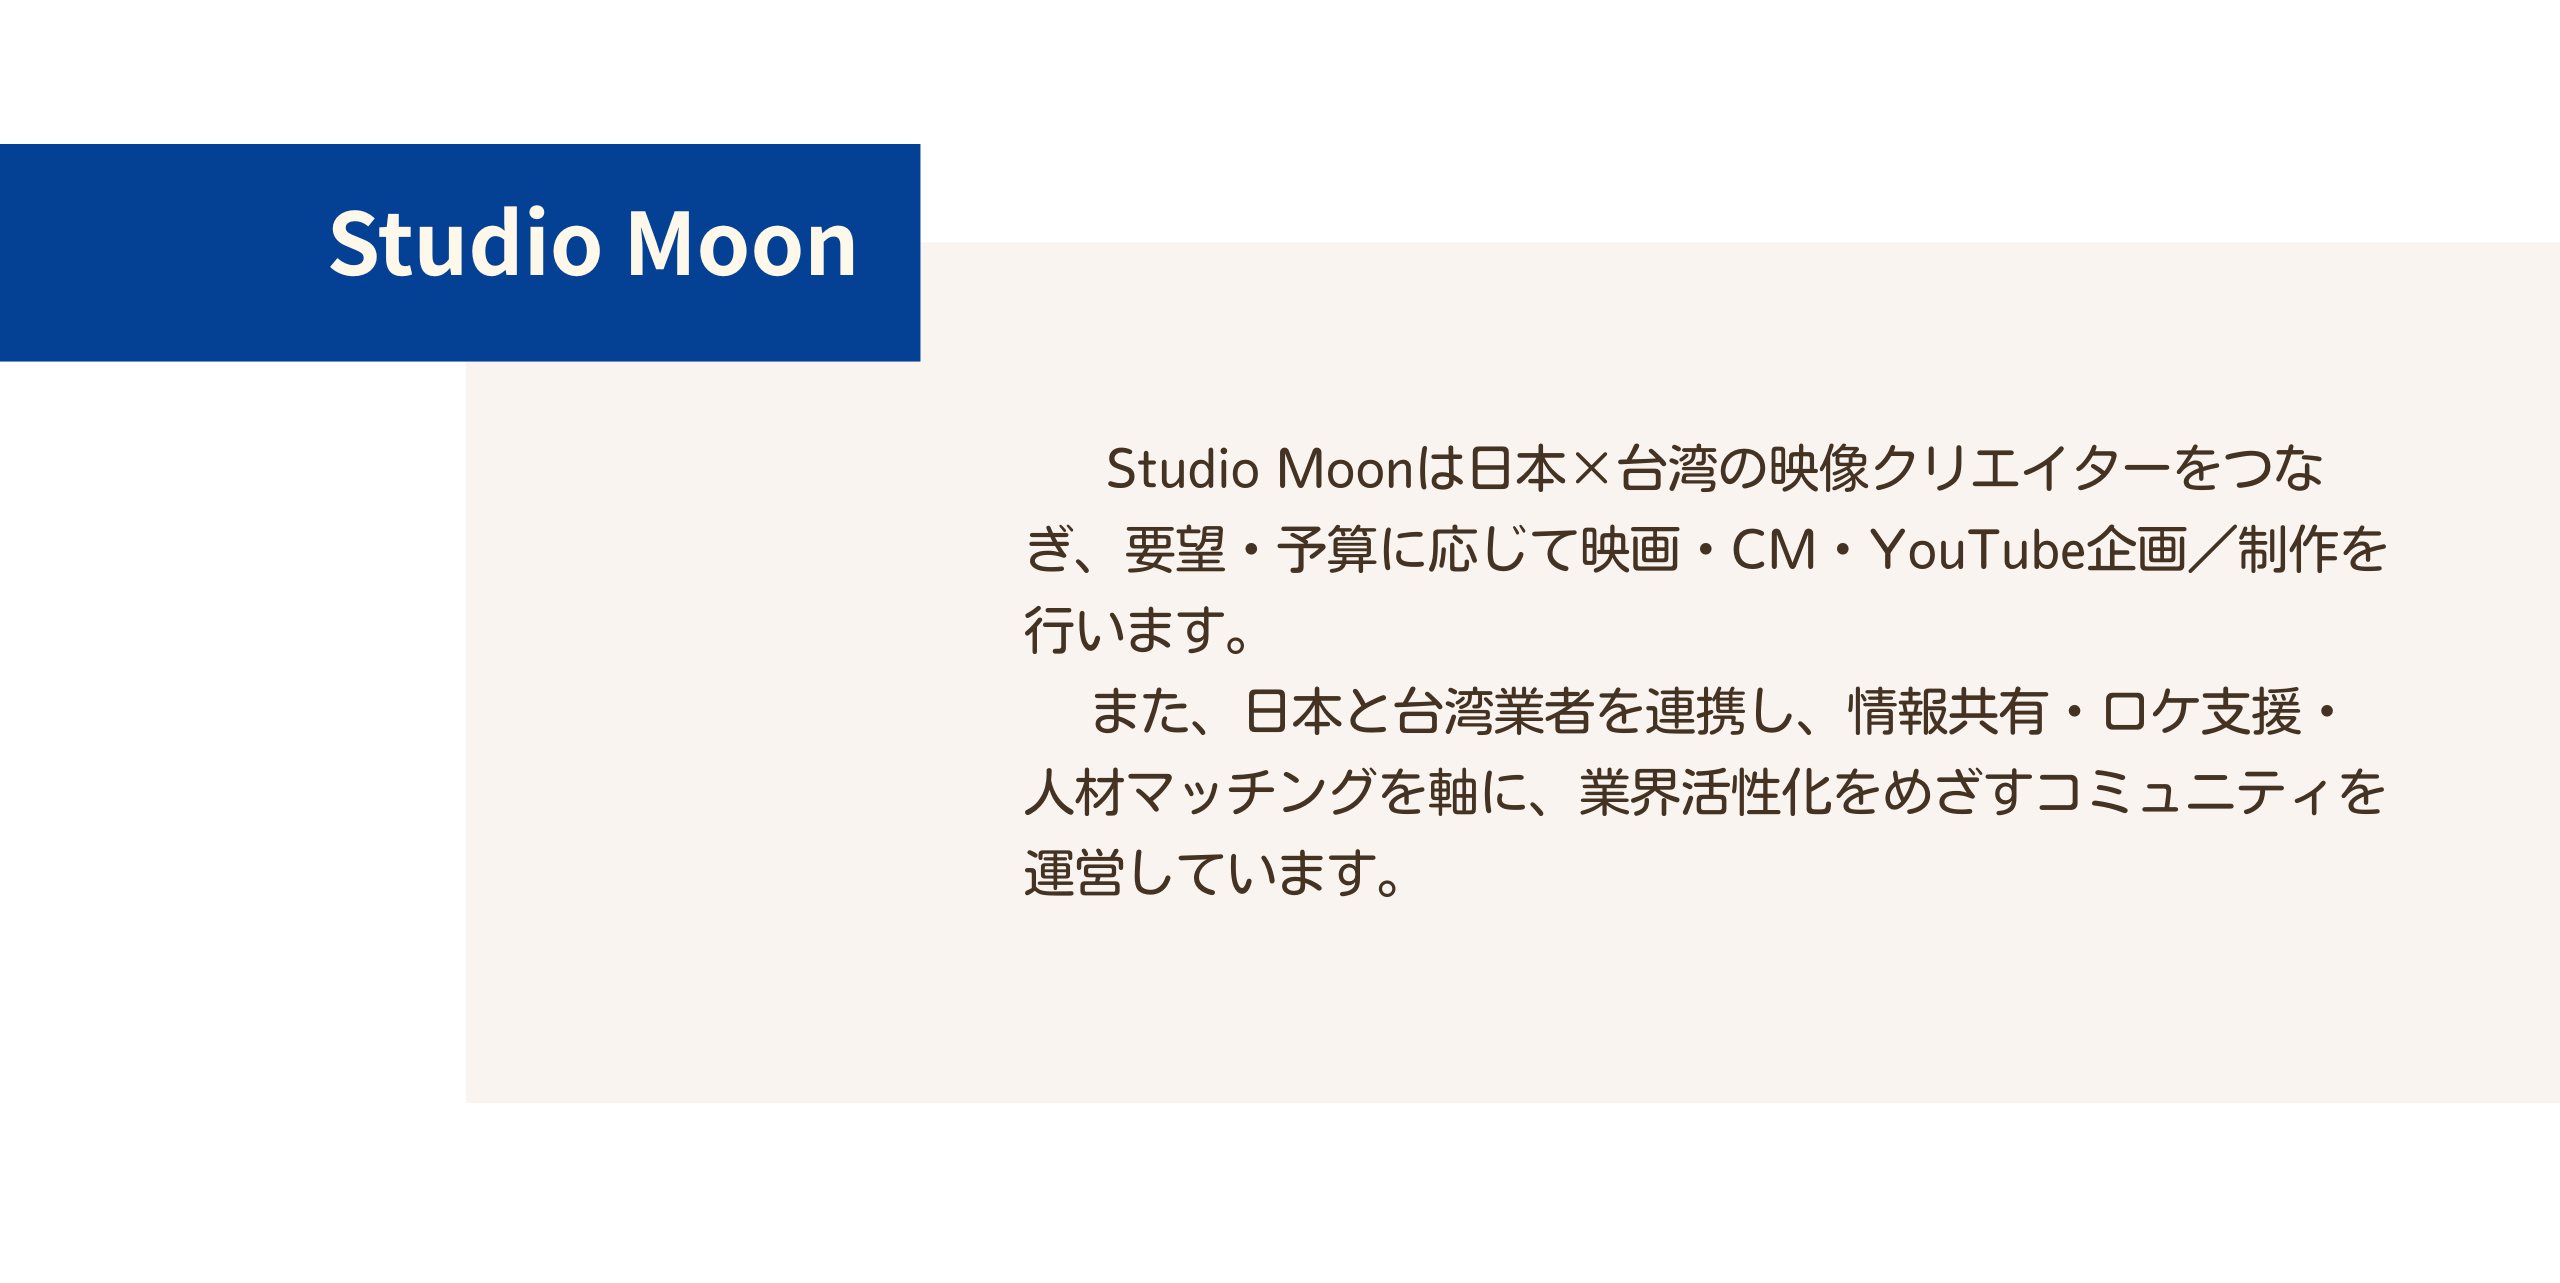 Studio Moon
Studio Moonは日本×台湾の映像クリエイターをつな
ぎ、要望・予算に応じて映画・CM・YouTube企画／制作を
行います。
また、日本と台湾業者を連携し、情報共有・ロケ支援・
人材マッチングを軸に、業界活性化をめざすコミュニティを
運営しています。